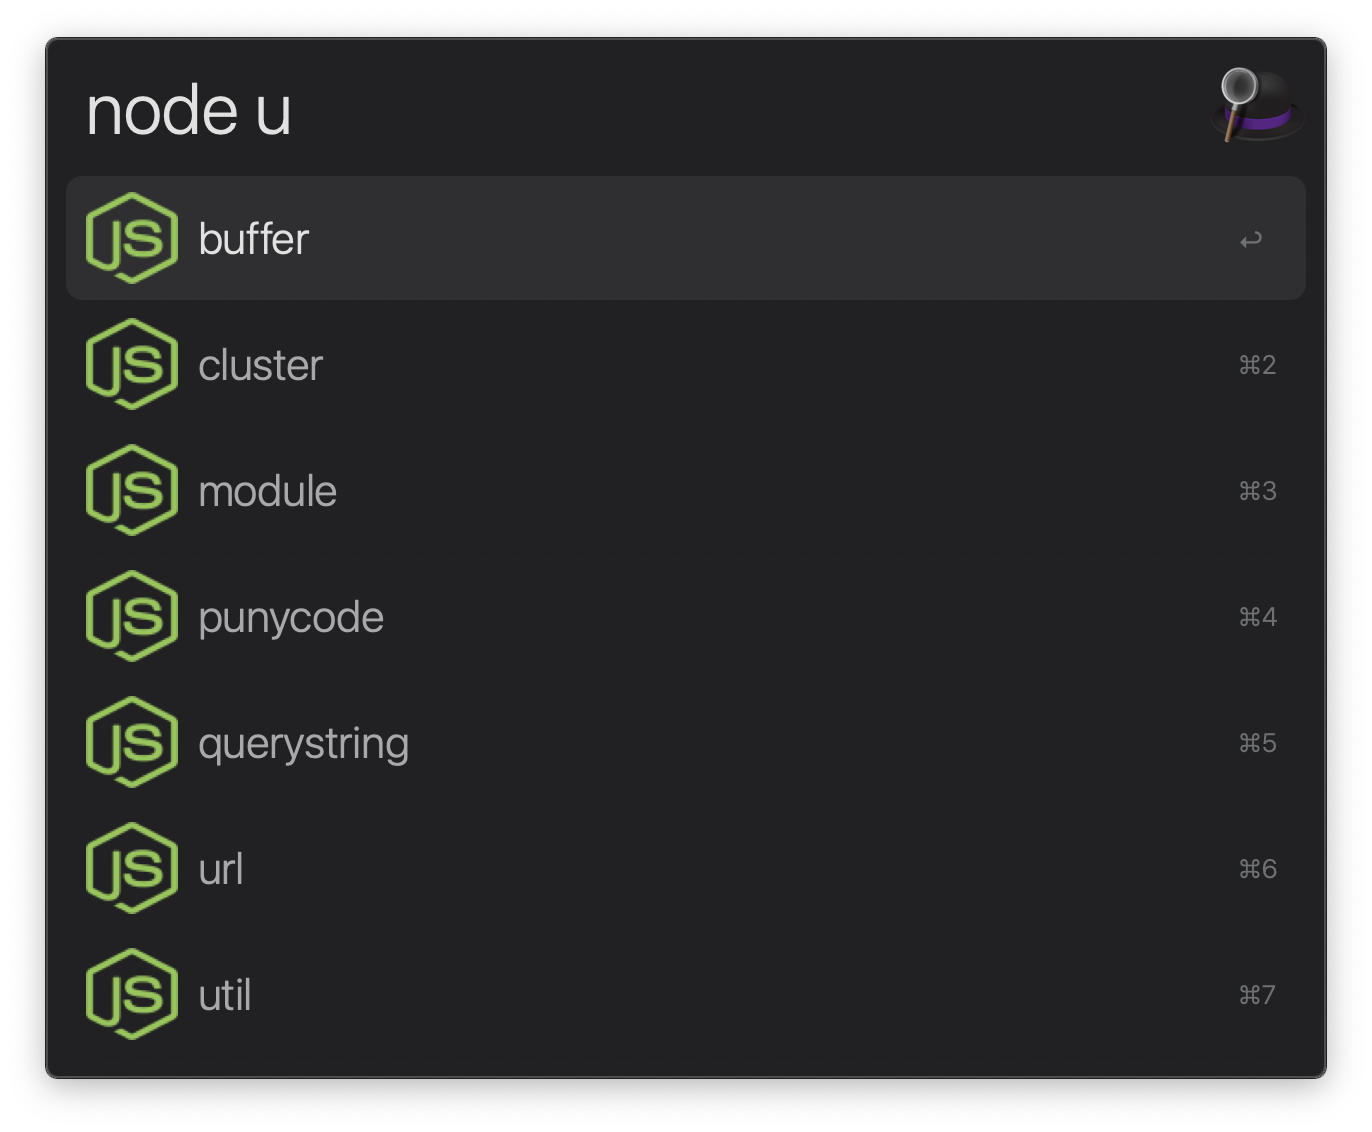 node u
JS buffer ↩
JS cluster ⌘2
JS module ⌘3
JS punycode ⌘4
JS querystring ⌘5
JS url ⌘6
JS util ⌘7